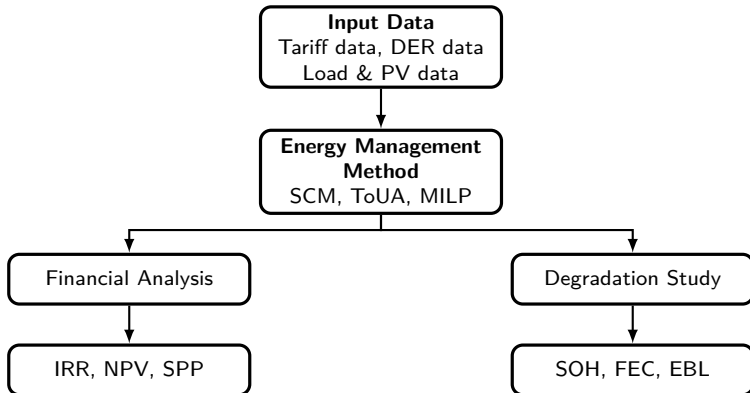 Input Data
Tariff data, DER data
Load & PV data
Energy Management
Method
SCM, ToUA, MILP
Financial Analysis
Degradation Study
IRR, NPV, SPP
SOH, FEC, EBL